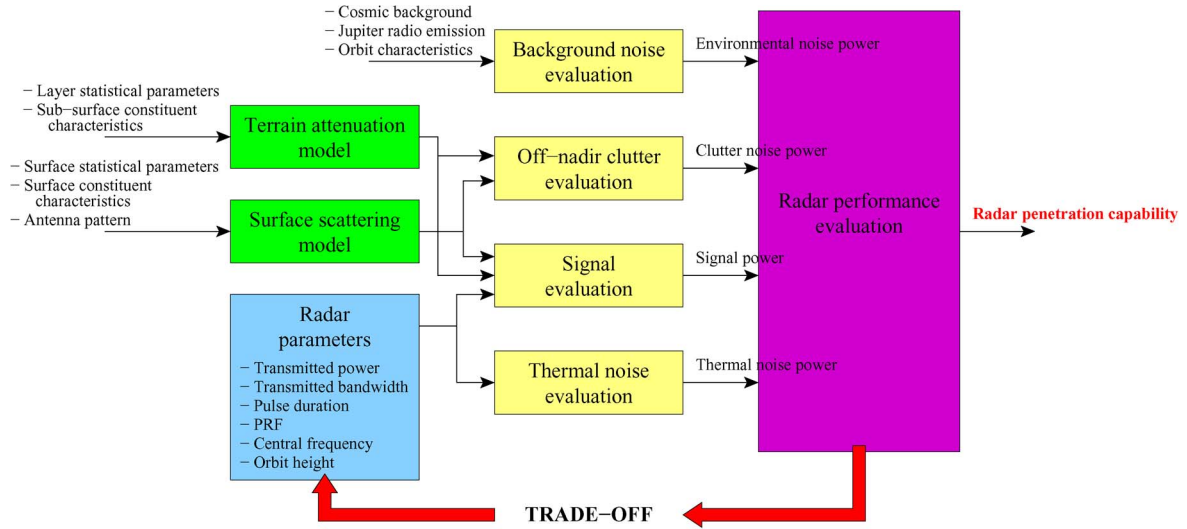 − Cosmic background
− Jupiter radio emission
− Orbit characteristics
Background noise
evaluation
Environmental noise power
− Layer statistical parameters
− Sub−surface constituent
characteristics
Terrain attenuation
model
Off−nadir clutter
evaluation
Clutter noise power
− Surface statistical parameters
− Surface constituent
characteristics
− Antenna pattern
Surface scattering
model
Radar performance
evaluation
Radar penetration capability
Signal
evaluation
Signal power
Radar
parameters
− Transmitted power
− Transmitted bandwidth
− Pulse duration
− PRF
− Central frequency
− Orbit height
Thermal noise
evaluation
Thermal noise power
TRADE−OFF